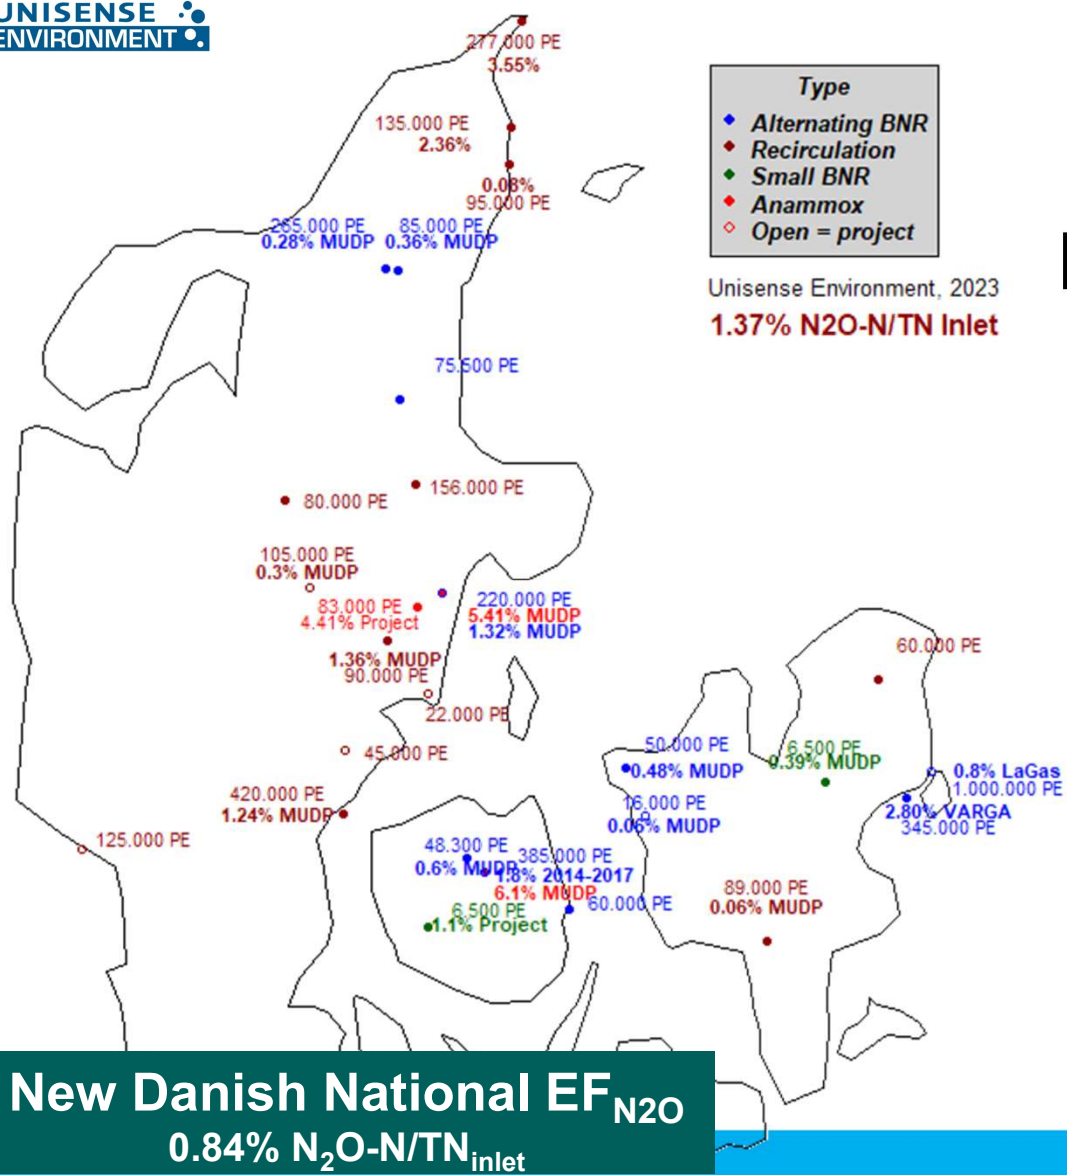 UNISENSE
ENVIRONMENT
277.000 PE
3.55%
135.000 PE
2.36%
0.08%
95.000 PE
Type
Alternating BNR
Recirculation
Small BNR
Anammox
Open = project
Unisense Environment, 2023
1.37% N2O-N/TN Inlet
265.000 PE
0.28% MUDP
85.000 PE
0.36% MUDP
75.500 PE
156.000 PE
80.000 PE
105.000 PE
0.3% MUDP
83.000 PE
4.41% Project
220.000 PE
5.41% MUDP
1.32% MUDP
1.36% MUDP
90.000 PE
22.000 PE
45.000 PE
420.000 PE
1.24% MUDP
125.000 PE
60.000 PE
50.000 PE
0.48% MUDP
6.500 PE
0.39% MUDP
0.8% LaGas
1.000.000 PE
2.80% VARGA
345.000 PE
16.000 PE
0.06% MUDP
48.300 PE
0.6% MUDP
385.000 PE
1.8% 2014-2017
6.1% MUDP
60.000 PE
6.500 PE
1.1% Project
89.000 PE
0.06% MUDP
New Danish National EF N2O
0.84% N2O-N/TN inlet